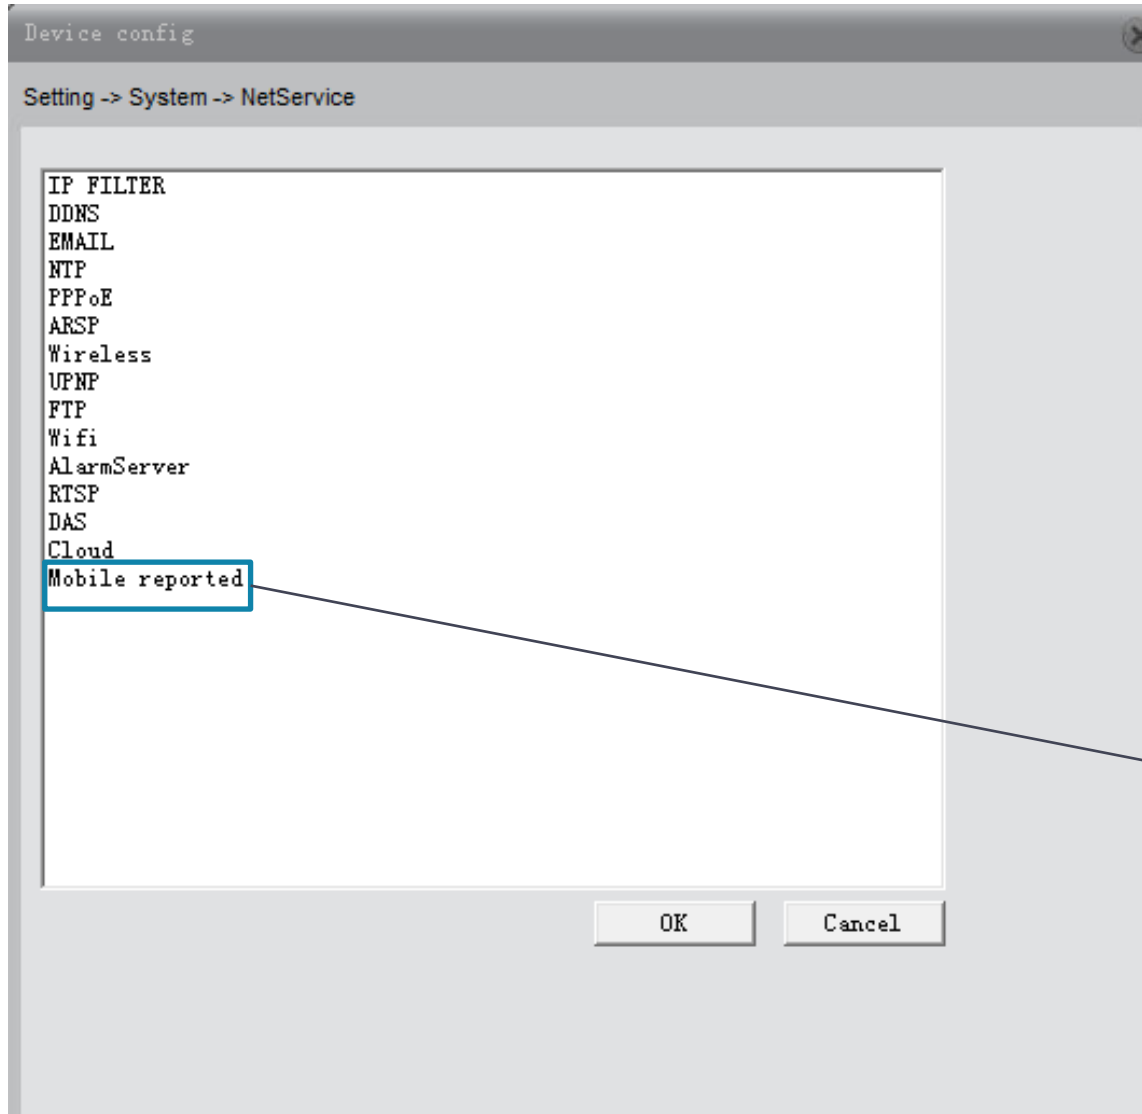 Device config
Setting -> System -> NetService
IP FILTER
DDNS
EMAIL
NTP
PPPoE
ARSP
Wireless
UPNP
FTP
Wifi
AlarmServer
RTSP
DAS
Cloud
Mobile reported
OK Cancel